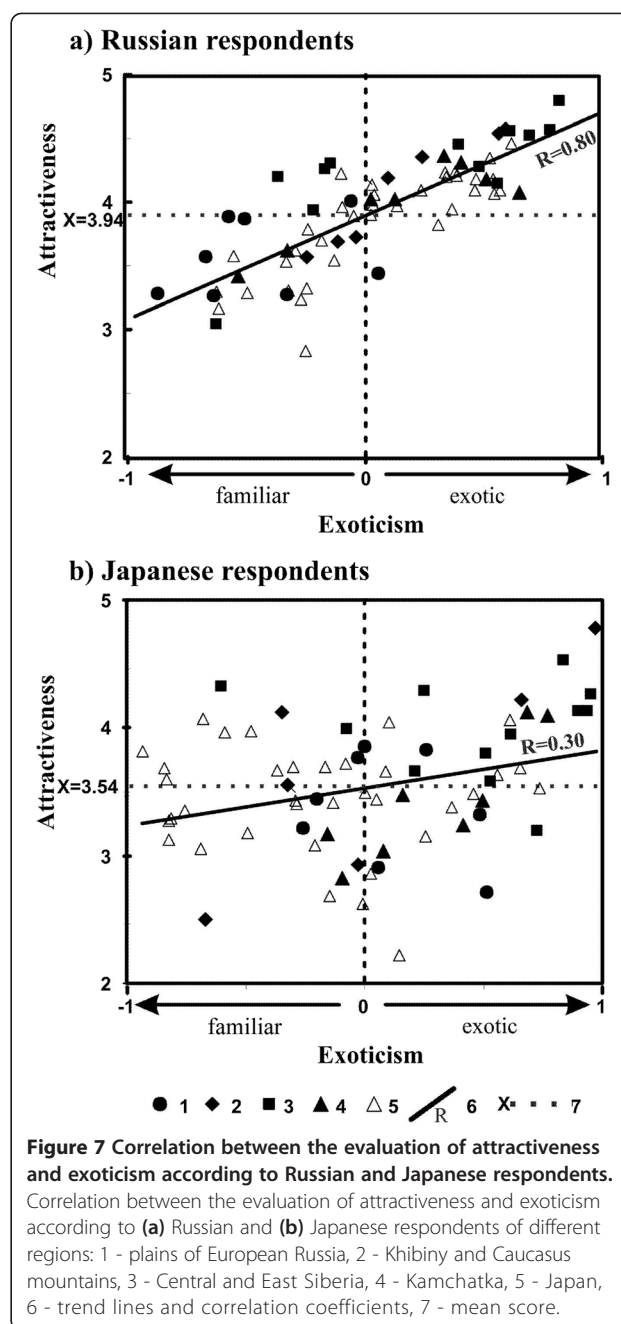 a) Russian respondents
5
4
X=3.94
3
2
Attractiveness
R=0.80
-1 0 1
familiar exotic
Exoticism
b) Japanese respondents
5
4
X=3.54
3
2
Attractiveness
R=0.30
-1 0 1
familiar exotic
Exoticism
1 2 3 4 5 R 6 X 7
Figure 7 Correlation between the evaluation of attractiveness
and exoticism according to Russian and Japanese respondents.
Correlation between the evaluation of attractiveness and exoticism
according to (a) Russian and (b) Japanese respondents of different
regions: 1 - plains of European Russia, 2 - Khibiny and Caucasus
mountains, 3 - Central and East Siberia, 4 - Kamchatka, 5 - Japan,
6 - trend lines and correlation coefficients, 7 - mean score.